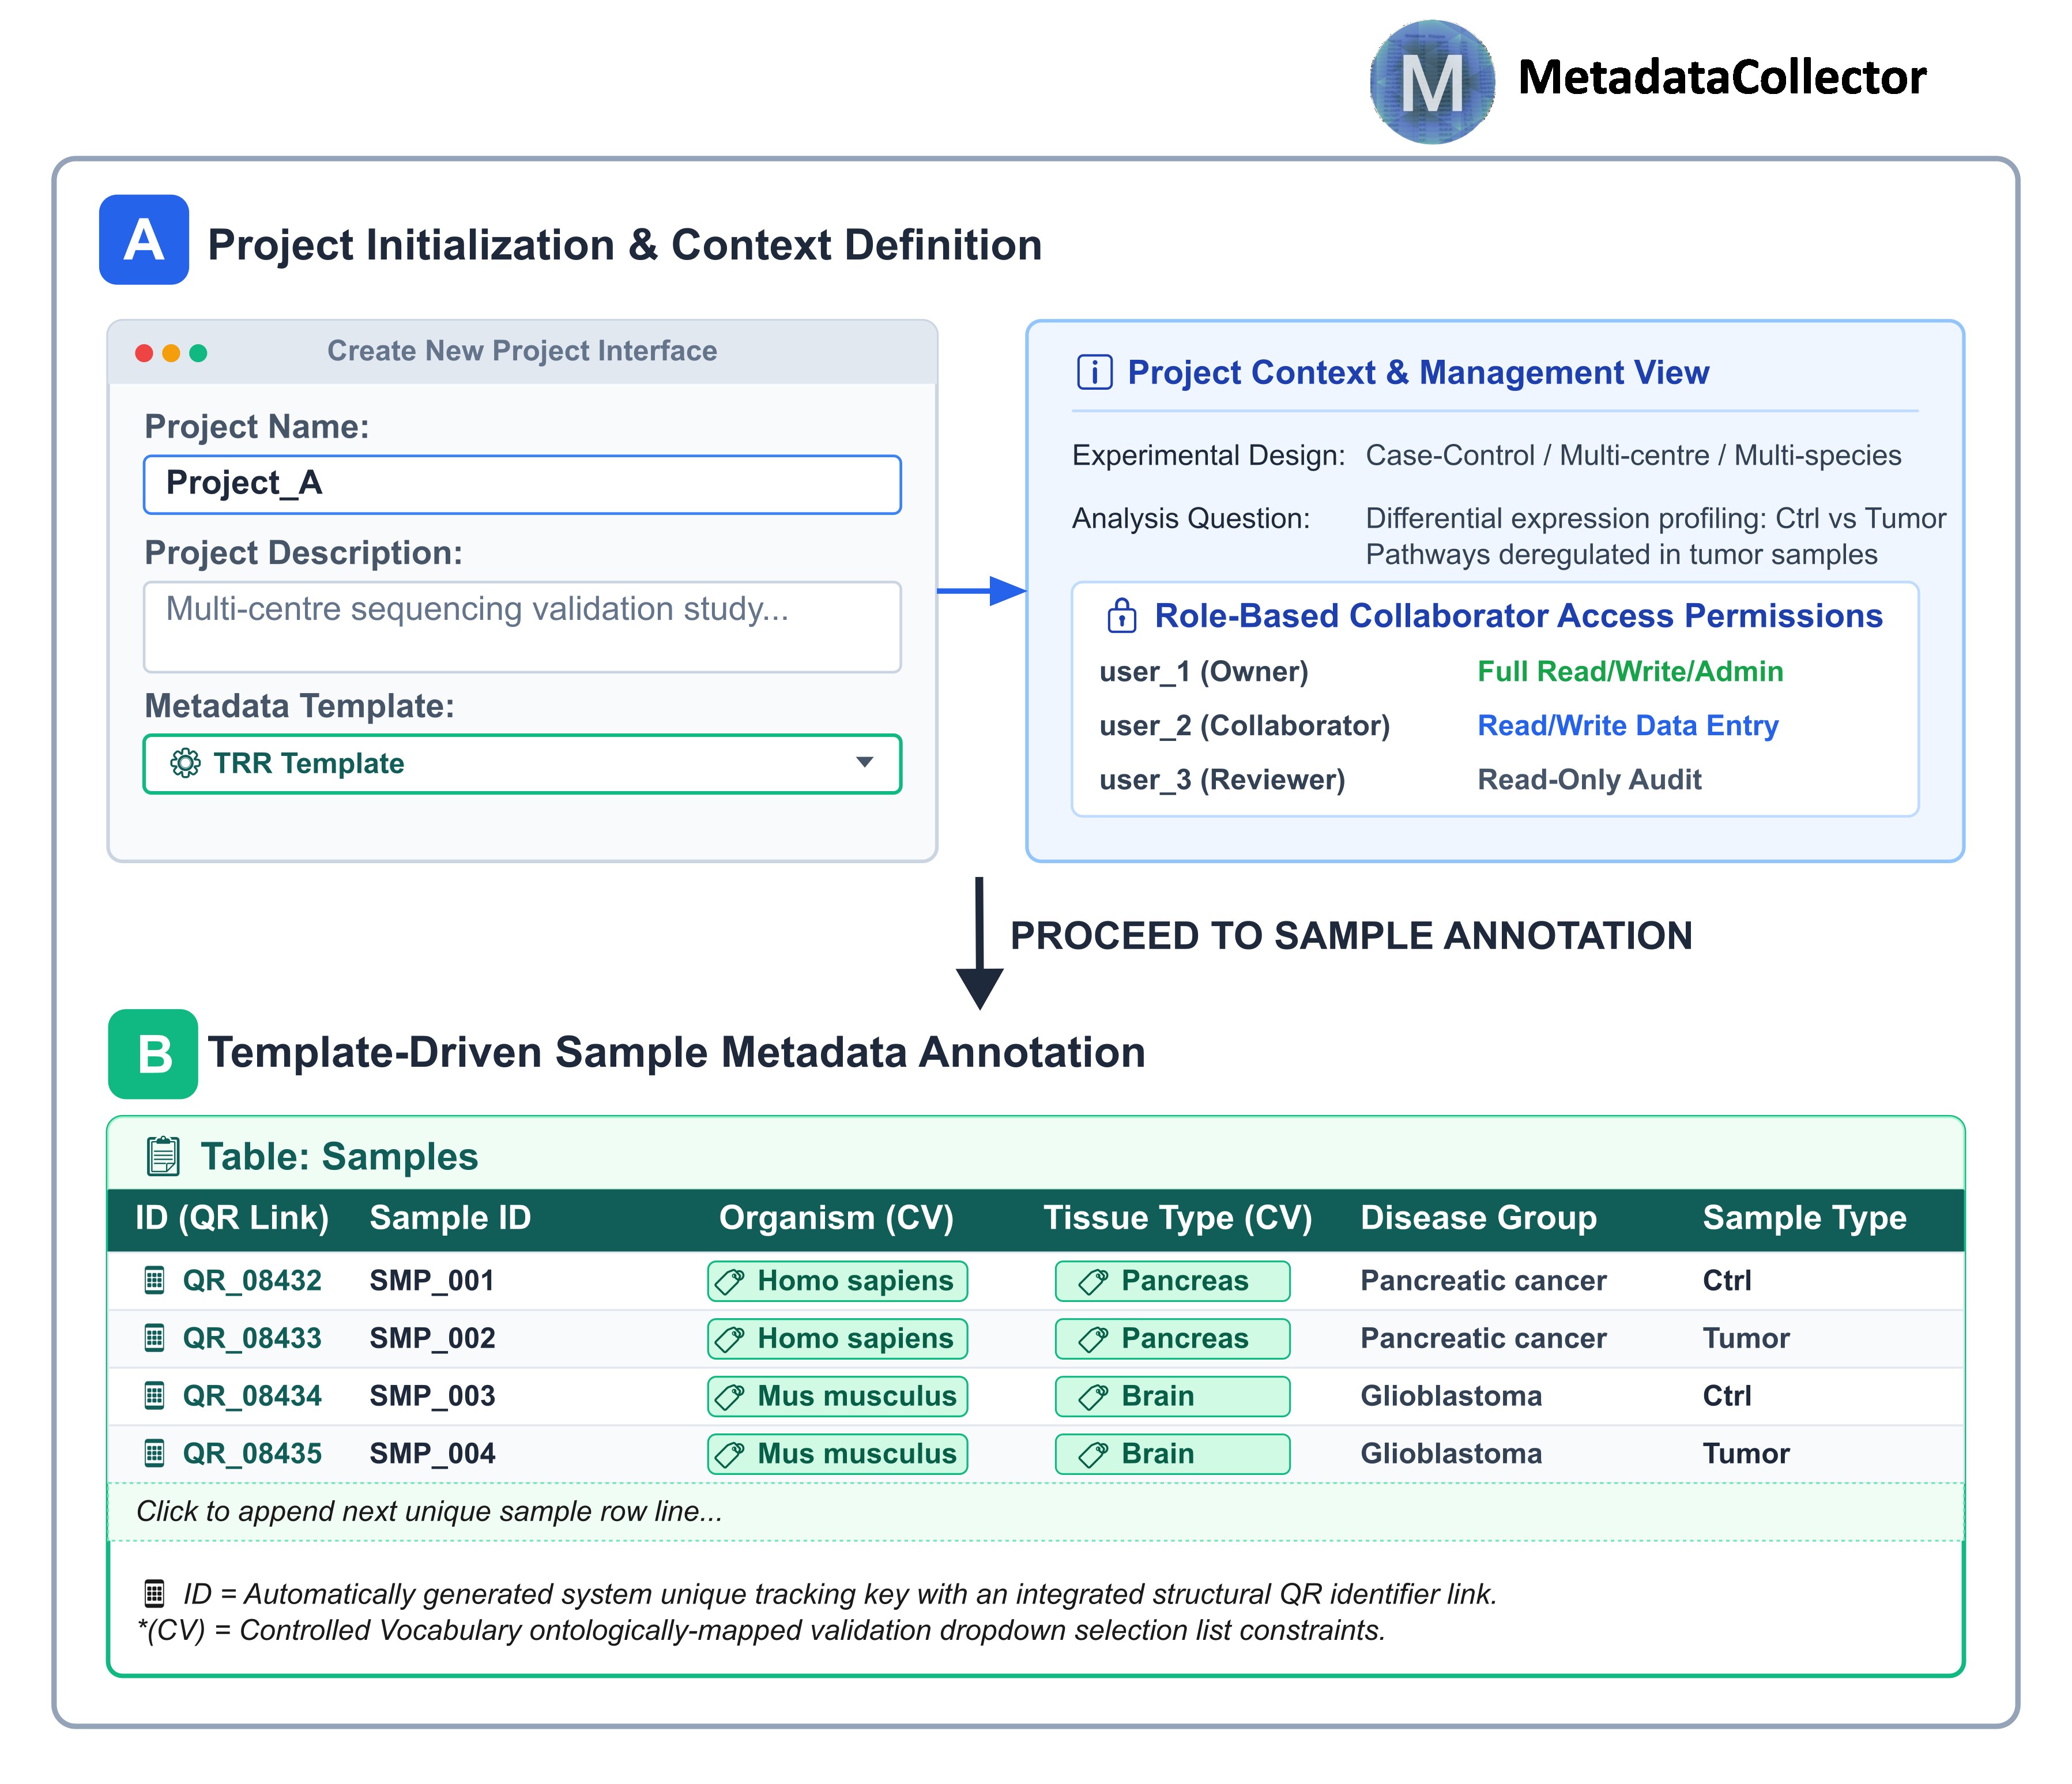 M MetadataCollector
A Project Initialization & Context Definition
Create New Project Interface
Project Name:
Project_A
Project Description:
Multi-centre sequencing validation study...
Metadata Template:
TRR Template
i Project Context & Management View
Experimental Design: Case-Control / Multi-centre / Multi-species
Analysis Question: Differential expression profiling: Ctrl vs Tumor
Pathways deregulated in tumor samples
Role-Based Collaborator Access Permissions
user_1 (Owner) Full Read/Write/Admin
user_2 (Collaborator) Read/Write Data Entry
user_3 (Reviewer) Read-Only Audit
PROCEED TO SAMPLE ANNOTATION
B Template-Driven Sample Metadata Annotation
Table: Samples
ID (QR Link) Sample ID Organism (CV) Tissue Type (CV) Disease Group Sample Type
QR_08432 SMP_001 Homo sapiens Pancreas Pancreatic cancer Ctrl
QR_08433 SMP_002 Homo sapiens Pancreas Pancreatic cancer Tumor
QR_08434 SMP_003 Mus musculus Brain Glioblastoma Ctrl
QR_08435 SMP_004 Mus musculus Brain Glioblastoma Tumor
Click to append next unique sample row line...
ID = Automatically generated system unique tracking key with an integrated structural QR identifier link.
*(CV) = Controlled Vocabulary ontologically-mapped validation dropdown selection list constraints.